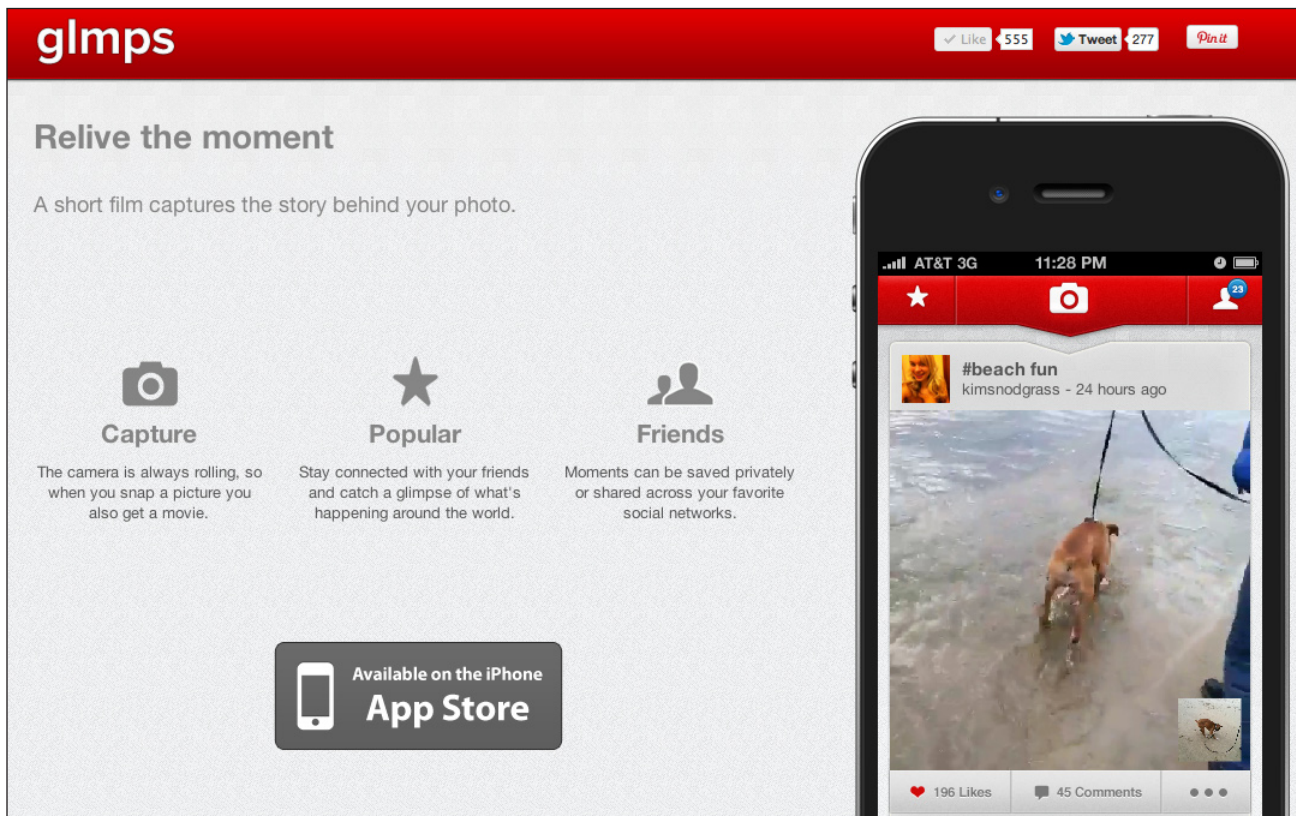 glmps
Like 555
Tweet 277
Pin it
Relive the moment
A short film captures the story behind your photo.
Capture
The camera is always rolling, so
when you snap a picture you
also get a movie.
Popular
Stay connected with your friends
and catch a glimpse of what's
happening around the world.
Friends
Moments can be saved privately
or shared across your favorite
social networks.
Available on the iPhone
App Store
AT&T 3G 11:28 PM
23
#beach fun
kimsnodgrass - 24 hours ago
196 Likes 45 Comments